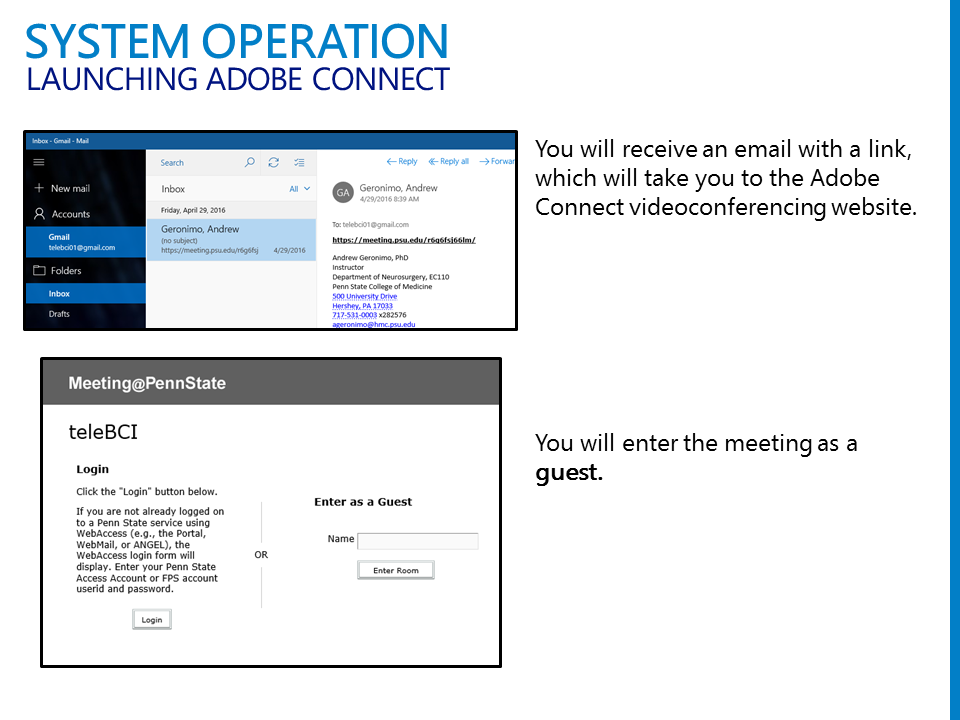 SYSTEM OPERATION
LAUNCHING ADOBE CONNECT
Inbox - Gmail - Mail
New mail
Accounts
Gmail
telebci01@gmail.com
Folders
Inbox
Drafts
Search
Inbox All
Friday, April 29, 2016
Geronimo, Andrew
(no subject)
https://meeting.psu.edu/r6g6fsj 4/29/2016
Reply Reply all Forwar
GA
Geronimo, Andrew
4/29/2016 8:39 AM
To: telebci01@gmail.com
https://meeting.psu.edu/r6g6fsj66lm/
Andrew Geronimo, PhD
Instructor
Department of Neurosurgery, EC110
Penn State College of Medicine
500 University Drive
Hershey, PA 17033
717-531-0003 x282576
ageronimo@hmc.psu.edu
You will receive an email with a link,
which will take you to the Adobe
Connect videoconferencing website.
Meeting@PennState
teleBCI
Login
Click the "Login" button below.
If you are not already logged on
to a Penn State service using
WebAccess (e.g., the Portal,
WebMail, or ANGEL), the
WebAccess login form will
display. Enter your Penn State
Access Account or FPS account
userid and password.
Login
OR
Enter as a Guest
Name
Enter Room
You will enter the meeting as a
guest.